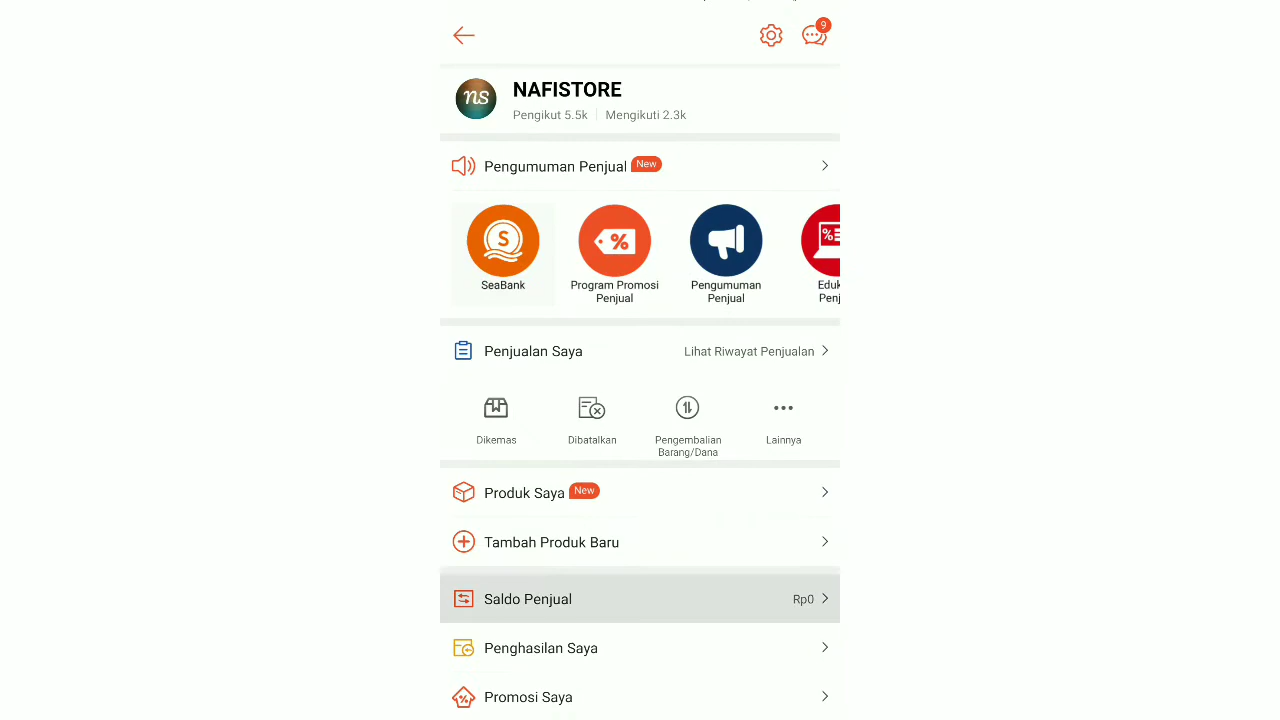 9
ns
NAFISTORE
Pengikut 5.5k Mengikuti 2.3k
Pengumuman Penjual New
SeaBank
Program Promosi
Penjual
Pengumuman
Penjual
Eduk
Penj
Penjualan Saya Lihat Riwayat Penjualan
Dikemas
Dibatalkan
Pengembalian
Barang/Dana
Lainnya
Produk Saya New
Tambah Produk Baru
Saldo Penjual Rp0
Penghasilan Saya
Promosi Saya